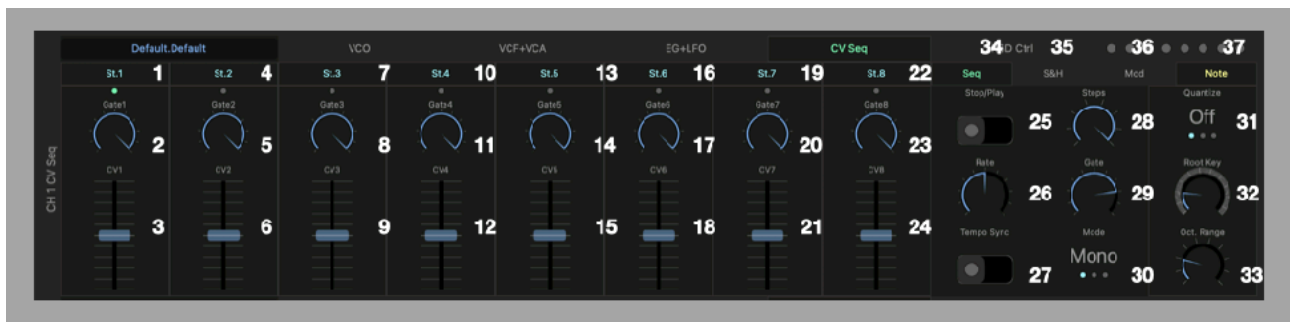 Default.Default VCO VCF+VCA EG+LFO CV Seq 34 Ctrl 35 36 37
St.1 1 St.2 4 St.3 7 St.4 10 St.5 13 St.6 16 St.7 19 St.8 22 Seq S&H Mod Note
Gate1 Gate2 Gate3 Gate4 Gate5 Gate6 Gate7 Gate8 Stop/Play Steps Quantize
2 5 8 11 14 17 20 23 25 28 Off 31
CV1 CV2 CV3 CV4 CV5 CV6 CV7 CV8 Rate Gate Root Key
26 29 32
CH 1 CV Seq
3 6 9 12 15 18 21 24 Tempo Sync Mode Oct. Range
Mono
27 30 33